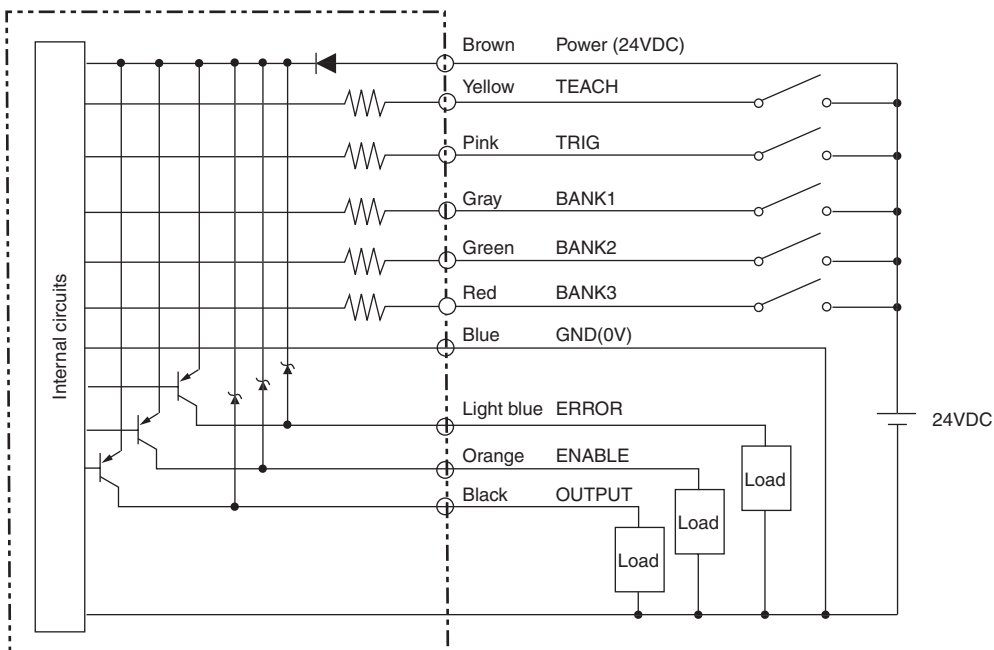 Brown Power (24VDC)
Yellow TEACH
Pink TRIG
Gray BANK1
Green BANK2
Red BANK3
Blue GND(0V)
Internal circuits
Light blue ERROR
24VDC
Orange ENABLE
Load
Black OUTPUT
Load
Load